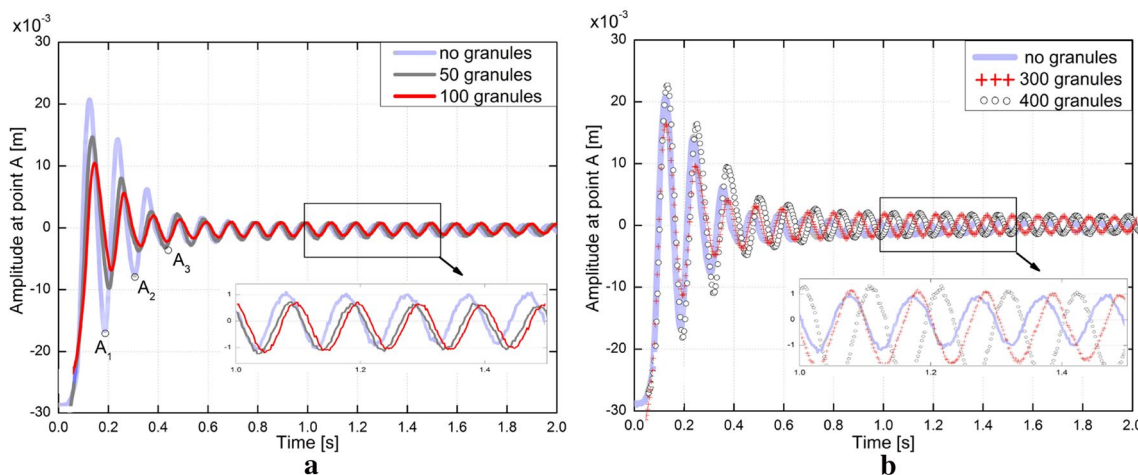 x10⁻³
30
20
10
0
-10
-20
-30
Amplitude at point A [m]
no granules
50 granules
100 granules
A₁
A₂
A₃
1
0
-1
1.0
1.2
1.4
0.0 0.2 0.4 0.6 0.8 1.0 1.2 1.4 1.6 1.8 2.0
Time [s]
a
x10⁻³
30
20
10
0
-10
-20
-30
Amplitude at point A [m]
no granules
300 granules
400 granules
1
0
-1
1.0
1.2
1.4
0.0 0.2 0.4 0.6 0.8 1.0 1.2 1.4 1.6 1.8 2.0
Time [s]
b